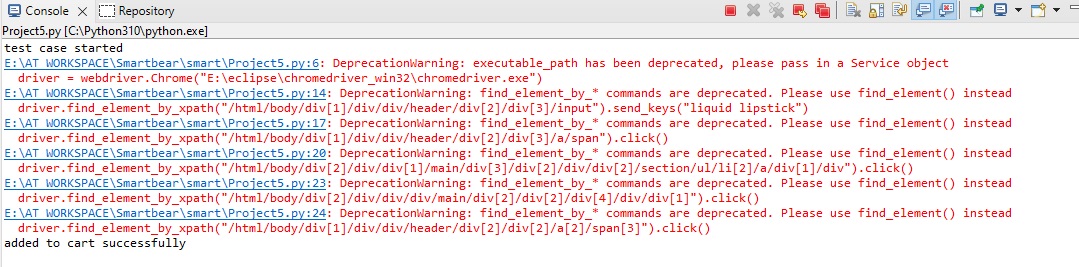 Console Repository
Project5.py [C:\Python310\python.exe]
test case started
E:\AT WORKSPACE\Smartbear\smart\Project5.py:6: DeprecationWarning: executable_path has been deprecated, please pass in a Service object
driver = webdriver.Chrome("E:\eclipse\chromedriver_win32\chromedriver.exe")
E:\AT WORKSPACE\Smartbear\smart\Project5.py:14: DeprecationWarning: find_element_by_* commands are deprecated. Please use find_element() instead
driver.find_element_by_xpath("/html/body/div[1]/div/div/header/div[2]/div[3]/input").send_keys("liquid lipstick")
E:\AT WORKSPACE\Smartbear\smart\Project5.py:17: DeprecationWarning: find_element_by_* commands are deprecated. Please use find_element() instead
driver.find_element_by_xpath("/html/body/div[1]/div/div/header/div[2]/div[3]/a/span").click()
E:\AT WORKSPACE\Smartbear\smart\Project5.py:20: DeprecationWarning: find_element_by_* commands are deprecated. Please use find_element() instead
driver.find_element_by_xpath("/html/body/div[2]/div/div[1]/main/div[3]/div[2]/div/div[2]/section/ul/li[2]/a/div[1]/div").click()
E:\AT WORKSPACE\Smartbear\smart\Project5.py:23: DeprecationWarning: find_element_by_* commands are deprecated. Please use find_element() instead
driver.find_element_by_xpath("/html/body/div[2]/div/div/div/main/div[2]/div[2]/div[4]/div/div[1]").click()
E:\AT WORKSPACE\Smartbear\smart\Project5.py:24: DeprecationWarning: find_element_by_* commands are deprecated. Please use find_element() instead
driver.find_element_by_xpath("/html/body/div[1]/div/div/header/div[2]/div[2]/a[2]/span[3]").click()
added to cart successfully